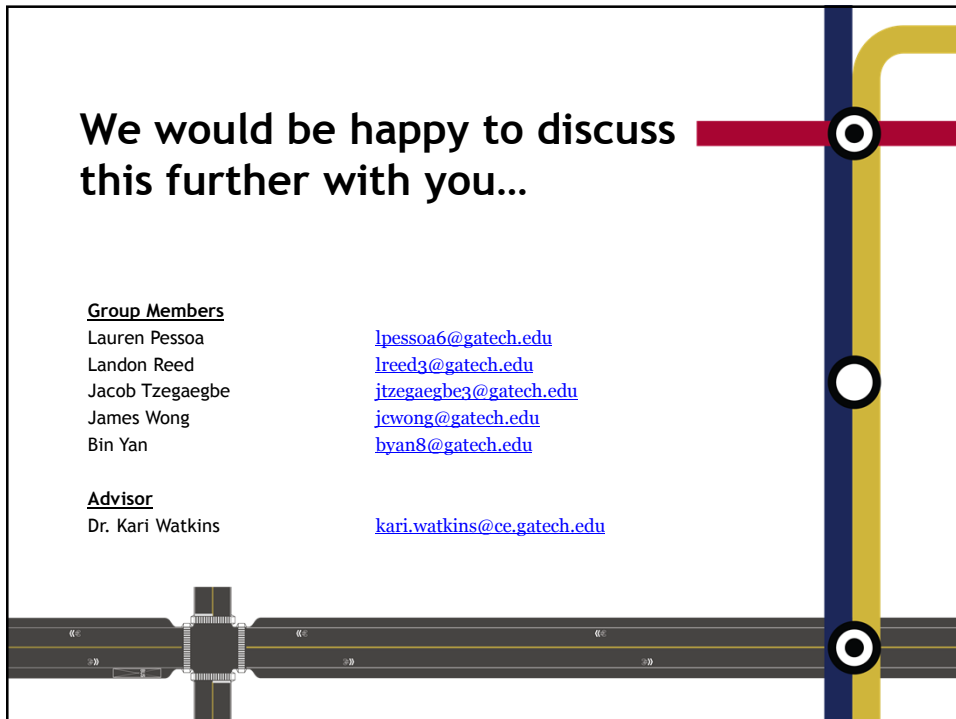 We would be happy to discuss
this further with you…
Group Members
Lauren Pessoa lpessoa6@gatech.edu
Landon Reed lreed3@gatech.edu
Jacob Tzegaegbe jtzegaegbe3@gatech.edu
James Wong jcwong@gatech.edu
Bin Yan byan8@gatech.edu
Advisor
Dr. Kari Watkins kari.watkins@ce.gatech.edu